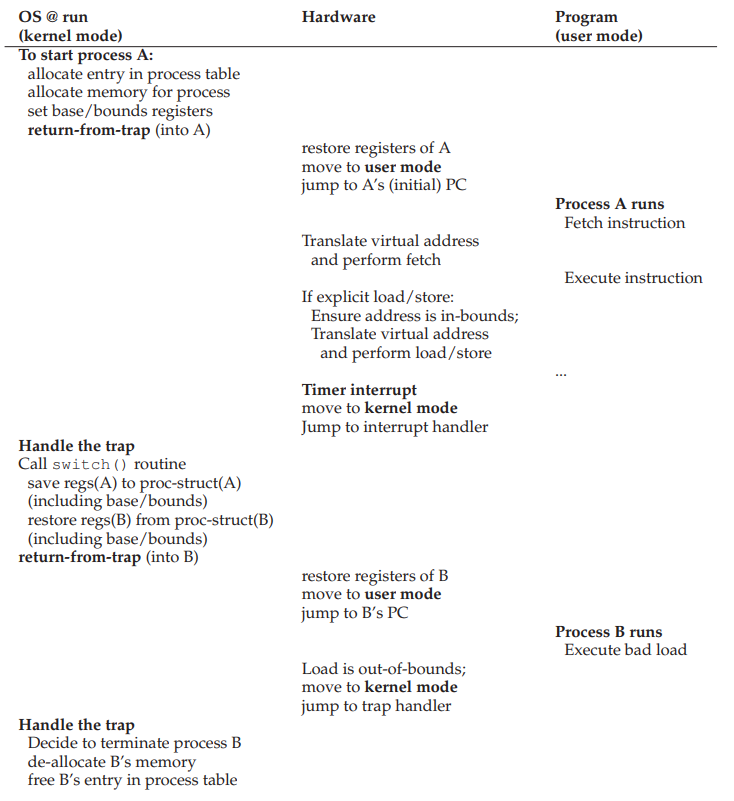 OS @ run Hardware Program
(kernel mode) (user mode)
To start process A:
allocate entry in process table
allocate memory for process
set base/bounds registers
return-from-trap (into A)
restore registers of A
move to user mode
jump to A's (initial) PC
Process A runs
Fetch instruction
Translate virtual address
and perform fetch
Execute instruction
If explicit load/store:
Ensure address is in-bounds;
Translate virtual address
and perform load/store
...
Timer interrupt
move to kernel mode
Jump to interrupt handler
Handle the trap
Call switch() routine
save regs(A) to proc-struct(A)
(including base/bounds)
restore regs(B) from proc-struct(B)
(including base/bounds)
return-from-trap (into B)
restore registers of B
move to user mode
jump to B's PC
Process B runs
Execute bad load
Load is out-of-bounds;
move to kernel mode
jump to trap handler
Handle the trap
Decide to terminate process B
de-allocate B's memory
free B's entry in process table